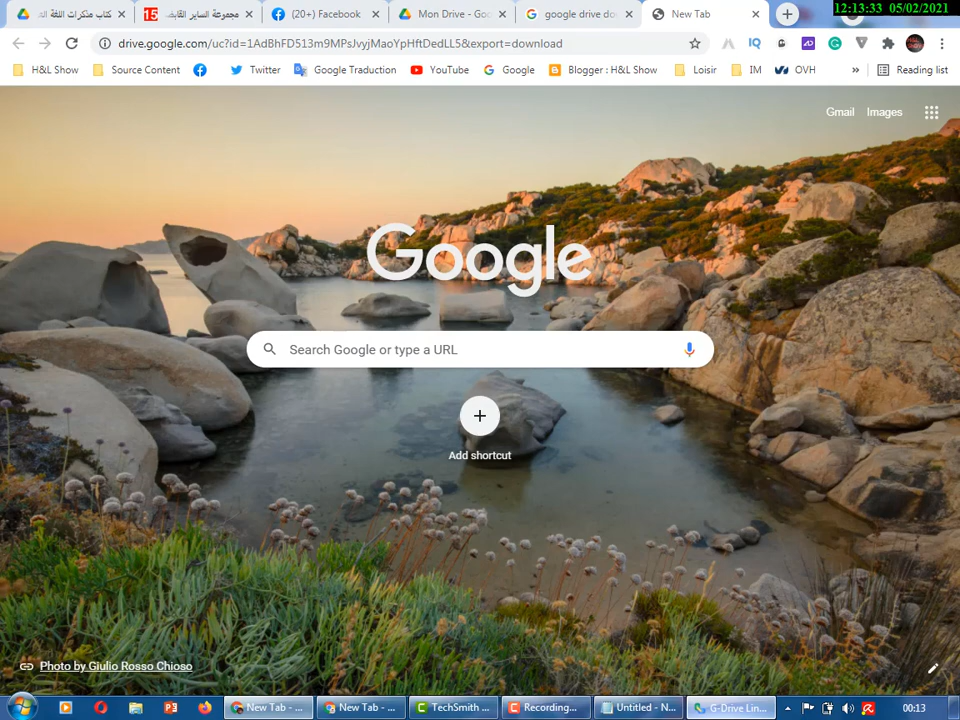 كتاب مذكرات اللغة ال
مجموعة الساير القابضة
(20+) Facebook
Mon Drive - Goo
google drive do
New Tab
12:13:33 05/02/2021
drive.google.com/uc?id=1AdBhFD513m9MPsJvyjMaoYpHftDedLL5&export=download
H&L Show
Source Content
Twitter
Google Traduction
YouTube
Google
Blogger : H&L Show
Loisir
IM
OVH
»
Reading list
Gmail
Images
Google
Search Google or type a URL
Add shortcut
Photo by Giulio Rosso Chioso
New Tab - ...
New Tab - ...
TechSmith ...
Recording...
Untitled - N...
G-Drive Lin...
00:13